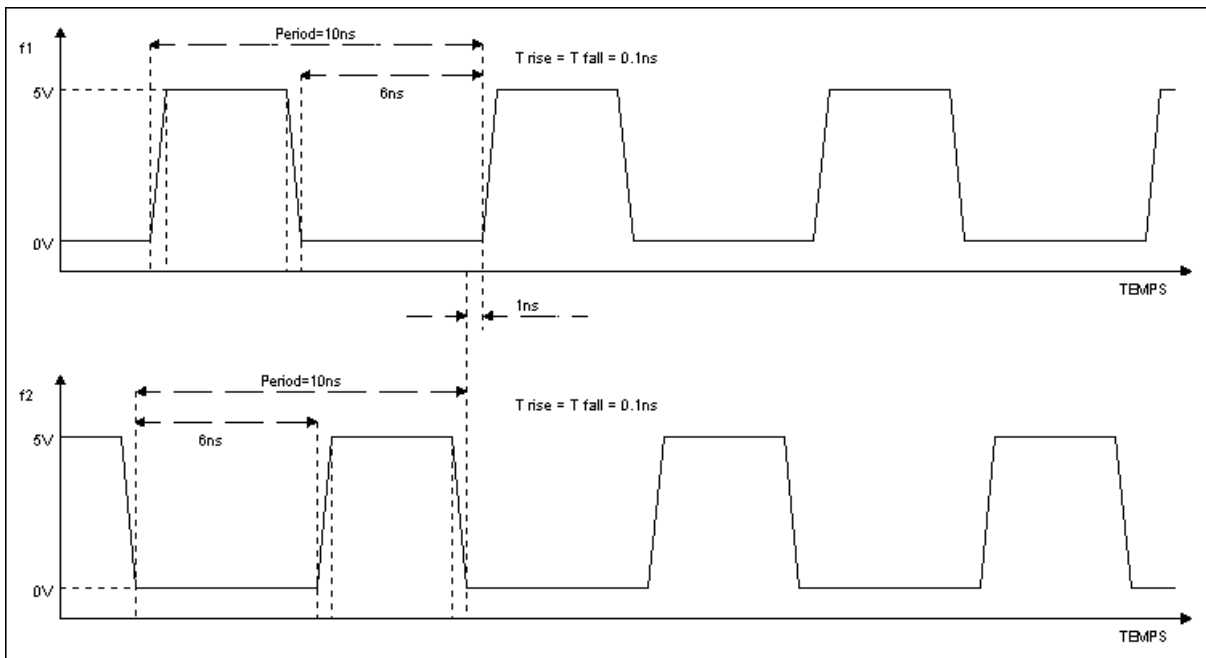 Period=10ns
f1
T rise = T fall = 0.1ns
5V
6ns
0V
TEMPS
1ns
Period=10ns
f2
T rise = T fall = 0.1ns
5V
6ns
0V
TEMPS